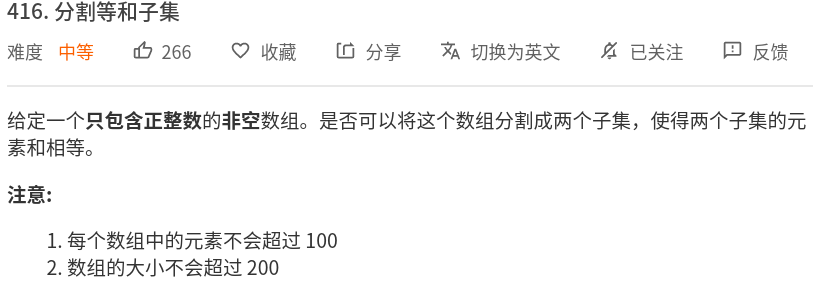 416. 分割等和子集
难度 中等 266 收藏 分享 切换为英文 已关注 反馈
给定一个只包含正整数的非空数组。是否可以将这个数组分割成两个子集，使得两个子集的元
素和相等。
注意:
1. 每个数组中的元素不会超过 100
2. 数组的大小不会超过 200